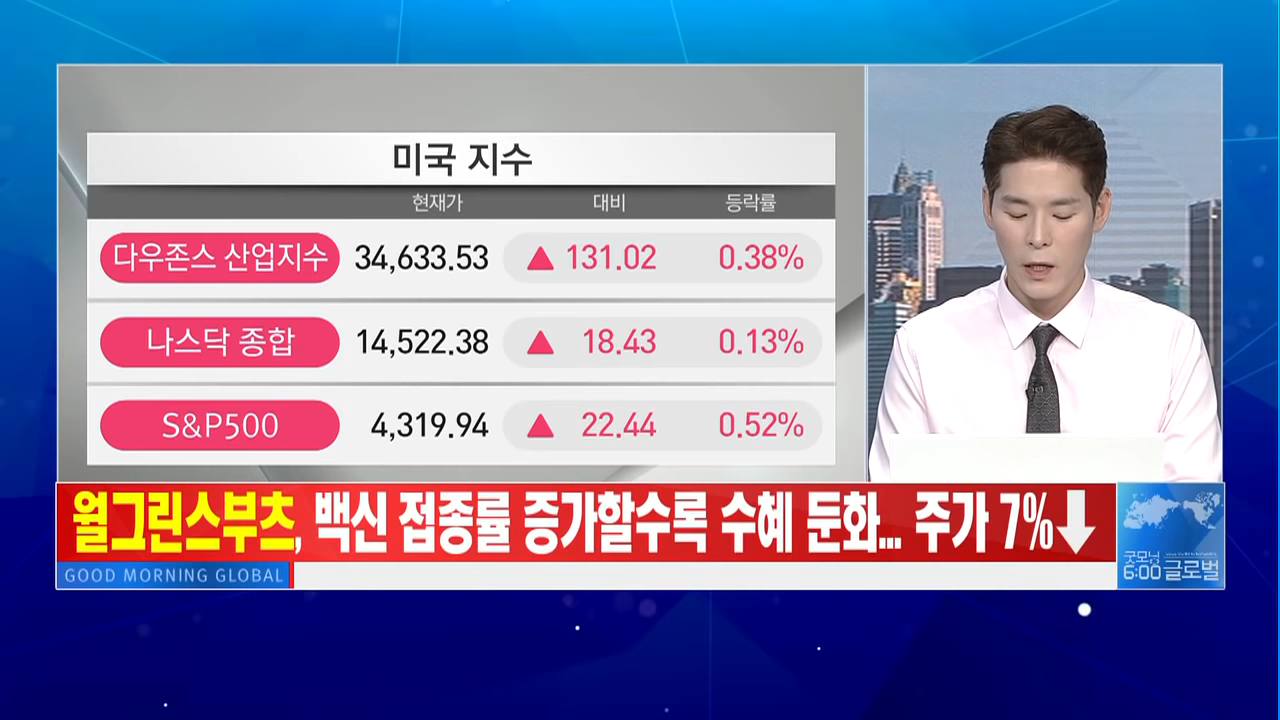 미국 지수
현재가 대비 등락률
다우존스 산업지수 34,633.53 ▲ 131.02 0.38%
나스닥 종합 14,522.38 ▲ 18.43 0.13%
S&P500 4,319.94 ▲ 22.44 0.52%
월그린스부츠, 백신 접종률 증가할수록 수혜 둔화... 주가 7%↓
GOOD MORNING GLOBAL
굿모닝
6:00 글로벌